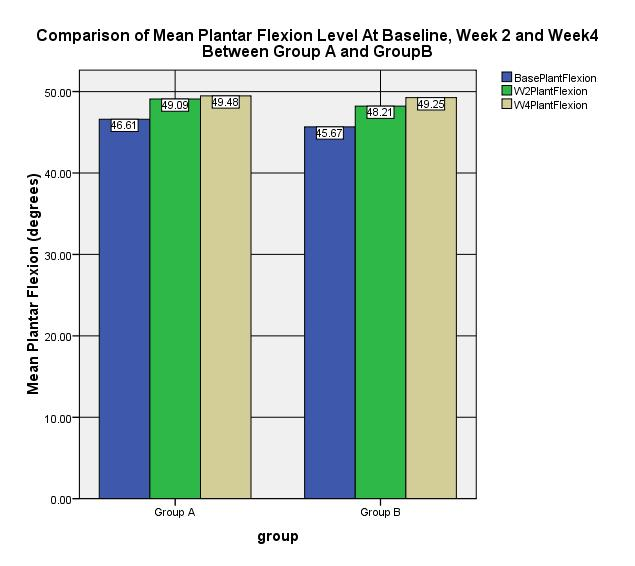 Comparison of Mean Plantar Flexion Level At Baseline, Week 2 and Week4
Between Group A and GroupB
BasePlantFlexion
W2PlantFlexion
W4PlantFlexion
Mean Plantar Flexion (degrees)
50.00
40.00
30.00
20.00
10.00
0.00
46.61
49.09
49.48
45.67
48.21
49.25
Group A
Group B
group